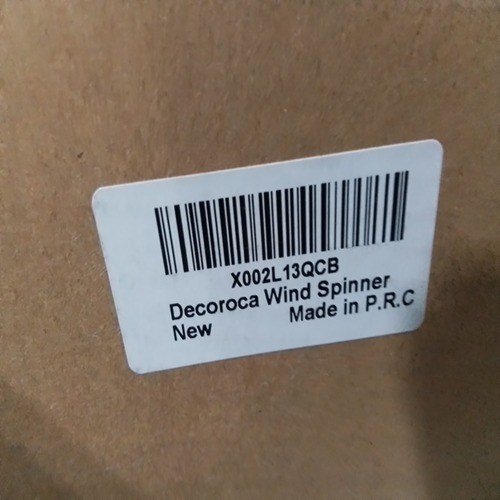 X002L13QCB
Decoroca Wind Spinner
New Made in P.R.C